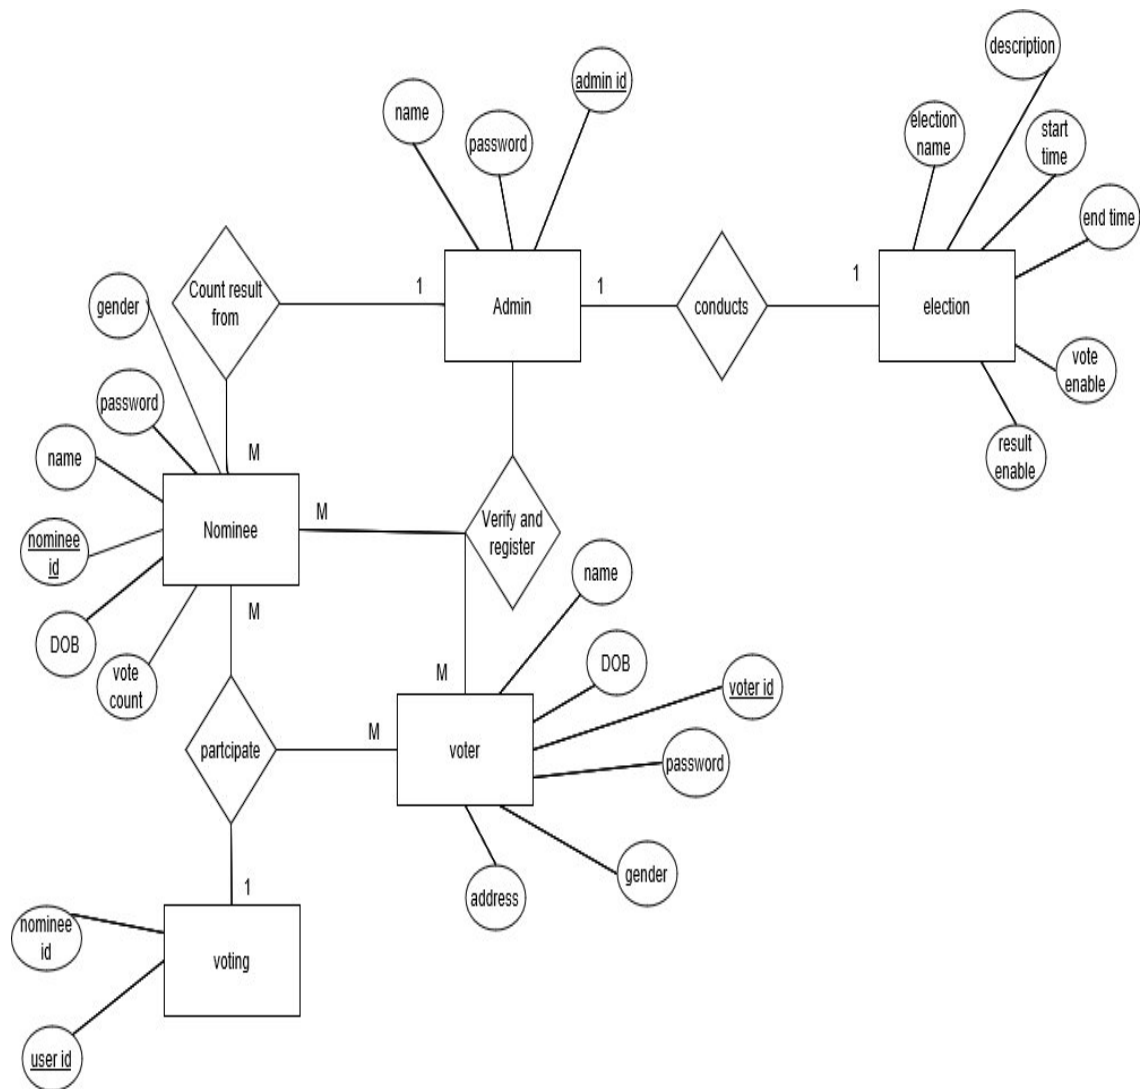 description
admin id
name
election
name
start
time
password
end time
Count result
from
gender
1
Admin
1
conducts
1
election
vote
enable
password
result
enable
name
M
Nominee
M
Verify and
register
nominee
id
name
DOB
M
vote
count
DOB
M
voter id
partcipate
M
voter
password
address
gender
1
nominee
id
voting
user id